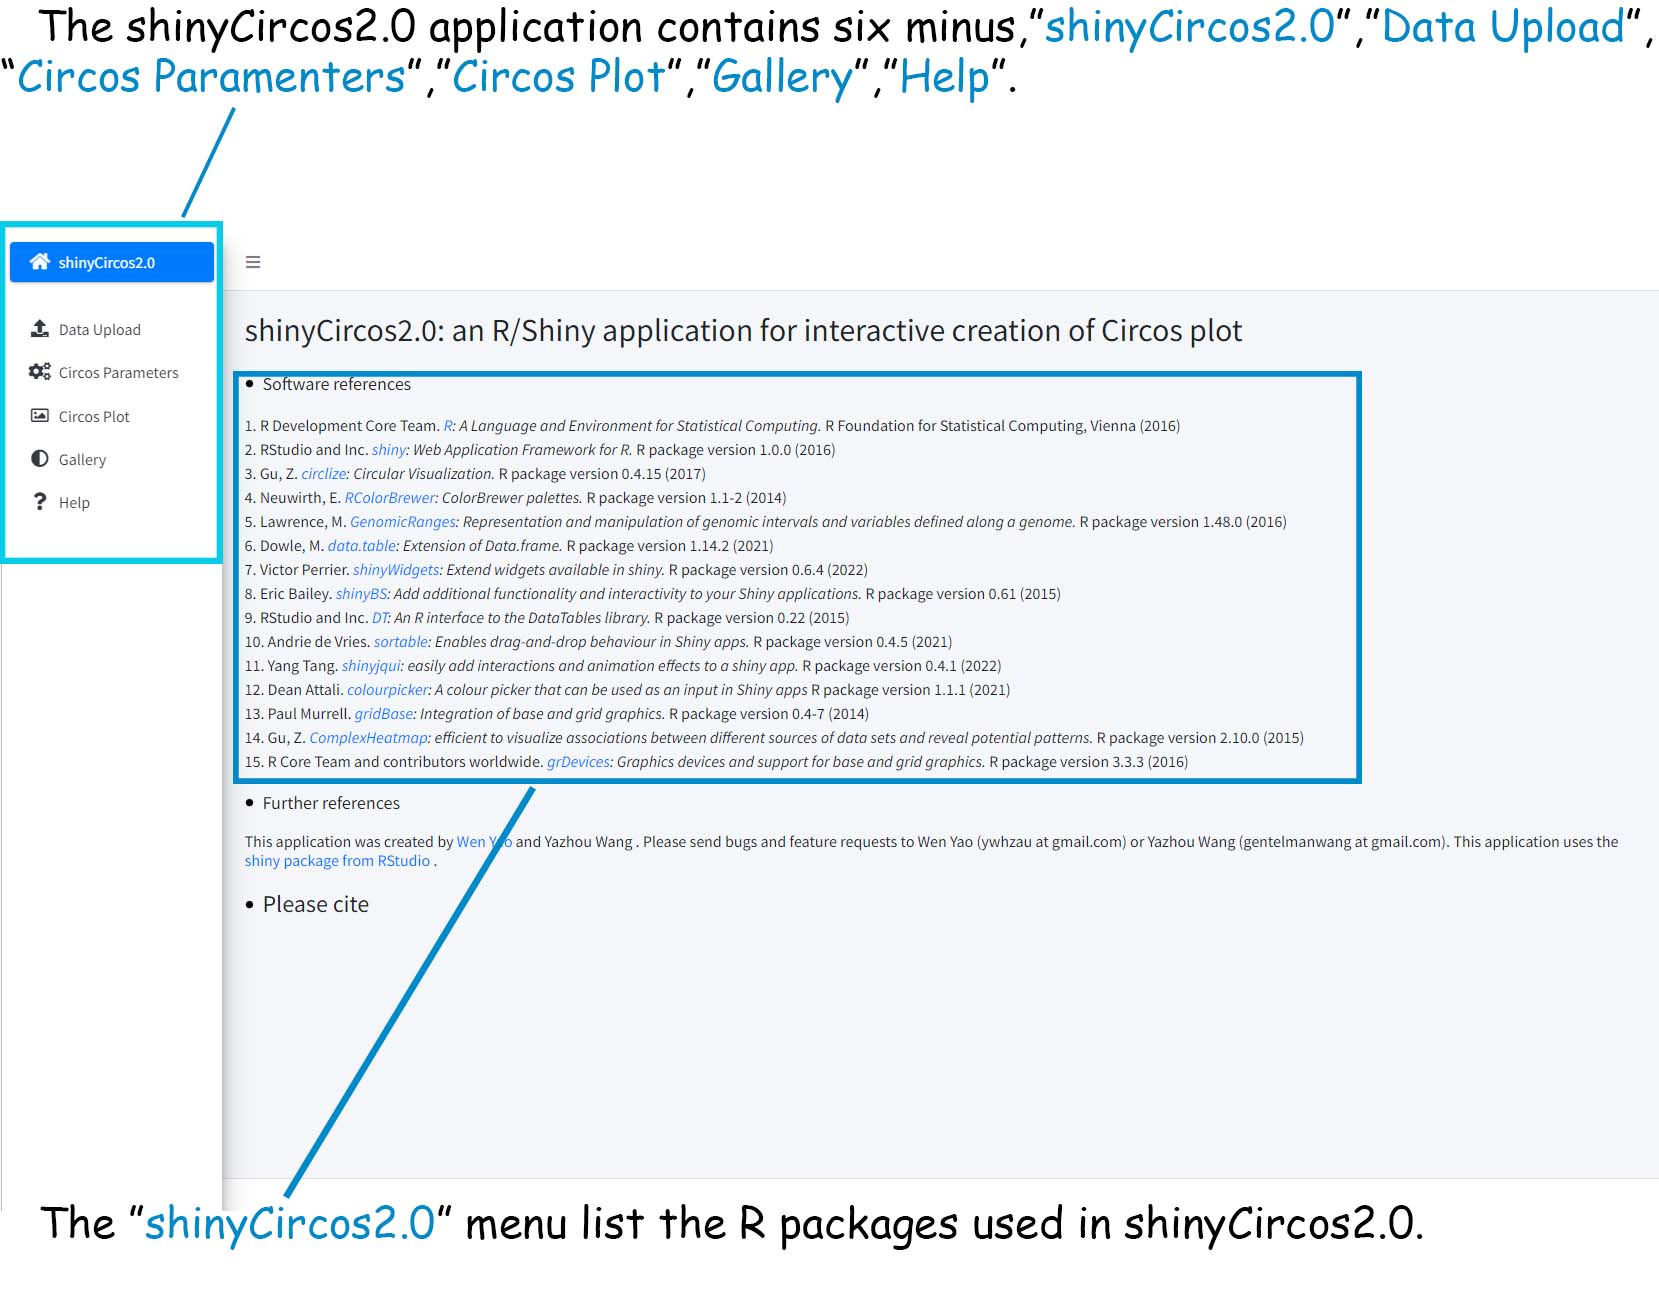 The shinyCircos2.0 application contains six minus,"shinyCircos2.0","Data Upload",
"Circos Paramenters","Circos Plot","Gallery","Help".
shinyCircos2.0
Data Upload
Circos Parameters
Circos Plot
Gallery
Help
shinyCircos2.0: an R/Shiny application for interactive creation of Circos plot
• Software references
1. R Development Core Team. R: A Language and Environment for Statistical Computing. R Foundation for Statistical Computing, Vienna (2016)
2. RStudio and Inc. shiny: Web Application Framework for R. R package version 1.0.0 (2016)
3. Gu, Z. circlize: Circular Visualization. R package version 0.4.15 (2017)
4. Neuwirth, E. RColorBrewer: ColorBrewer palettes. R package version 1.1-2 (2014)
5. Lawrence, M. GenomicRanges: Representation and manipulation of genomic intervals and variables defined along a genome. R package version 1.48.0 (2016)
6. Dowle, M. data.table: Extension of Data.frame. R package version 1.14.2 (2021)
7. Victor Perrier. shinyWidgets: Extend widgets available in shiny. R package version 0.6.4 (2022)
8. Eric Bailey. shinyBS: Add additional functionality and interactivity to your Shiny applications. R package version 0.61 (2015)
9. RStudio and Inc. DT: An R interface to the DataTables library. R package version 0.22 (2015)
10. Andrie de Vries. sortable: Enables drag-and-drop behaviour in Shiny apps. R package version 0.4.5 (2021)
11. Yang Tang. shinyjqui: easily add interactions and animation effects to a shiny app. R package version 0.4.1 (2022)
12. Dean Attali. colourpicker: A colour picker that can be used as an input in Shiny apps R package version 1.1.1 (2021)
13. Paul Murrell. gridBase: Integration of base and grid graphics. R package version 0.4-7 (2014)
14. Gu, Z. ComplexHeatmap: efficient to visualize associations between different sources of data sets and reveal potential patterns. R package version 2.10.0 (2015)
15. R Core Team and contributors worldwide. grDevices: Graphics devices and support for base and grid graphics. R package version 3.3.3 (2016)
• Further references
This application was created by Wen Yao and Yazhou Wang . Please send bugs and feature requests to Wen Yao (ywhzau at gmail.com) or Yazhou Wang (gentelmanwang at gmail.com). This application uses the
shiny package from RStudio .
• Please cite
The "shinyCircos2.0" menu list the R packages used in shinyCircos2.0.